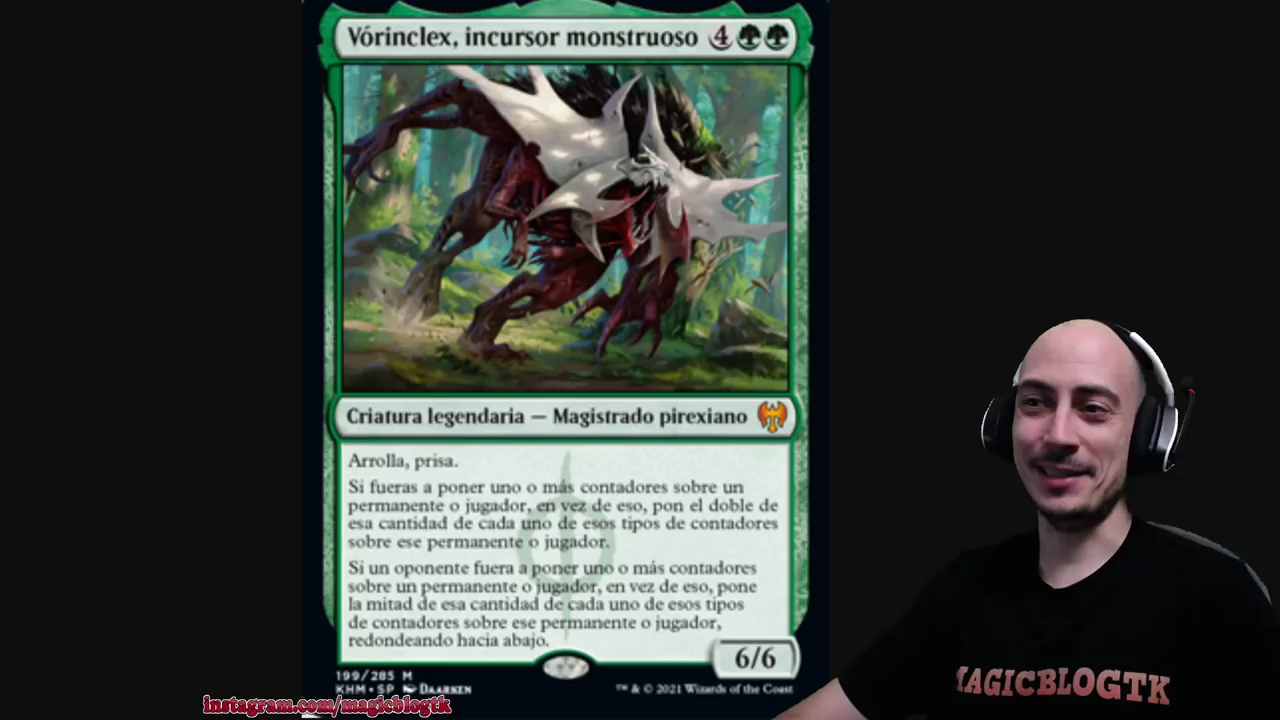 Vórinclex, incursor monstruoso 4
Criatura legendaria — Magistrado pirexiano
Arrolla, prisa.
Si fueras a poner uno o más contadores sobre un
permanente o jugador, en vez de eso, pon el doble de
esa cantidad de cada uno de esos tipos de contadores
sobre ese permanente o jugador.
Si un oponente fuera a poner uno o más contadores
sobre un permanente o jugador, en vez de eso, pone
la mitad de esa cantidad de cada uno de esos tipos
de contadores sobre ese permanente o jugador,
redondeando hacia abajo.
6/6
199/285 M
KHM • SP Daarken
™ & © 2021 Wizards of the Coast
instagram.com/magicblogtk
MAGICBLOGTK